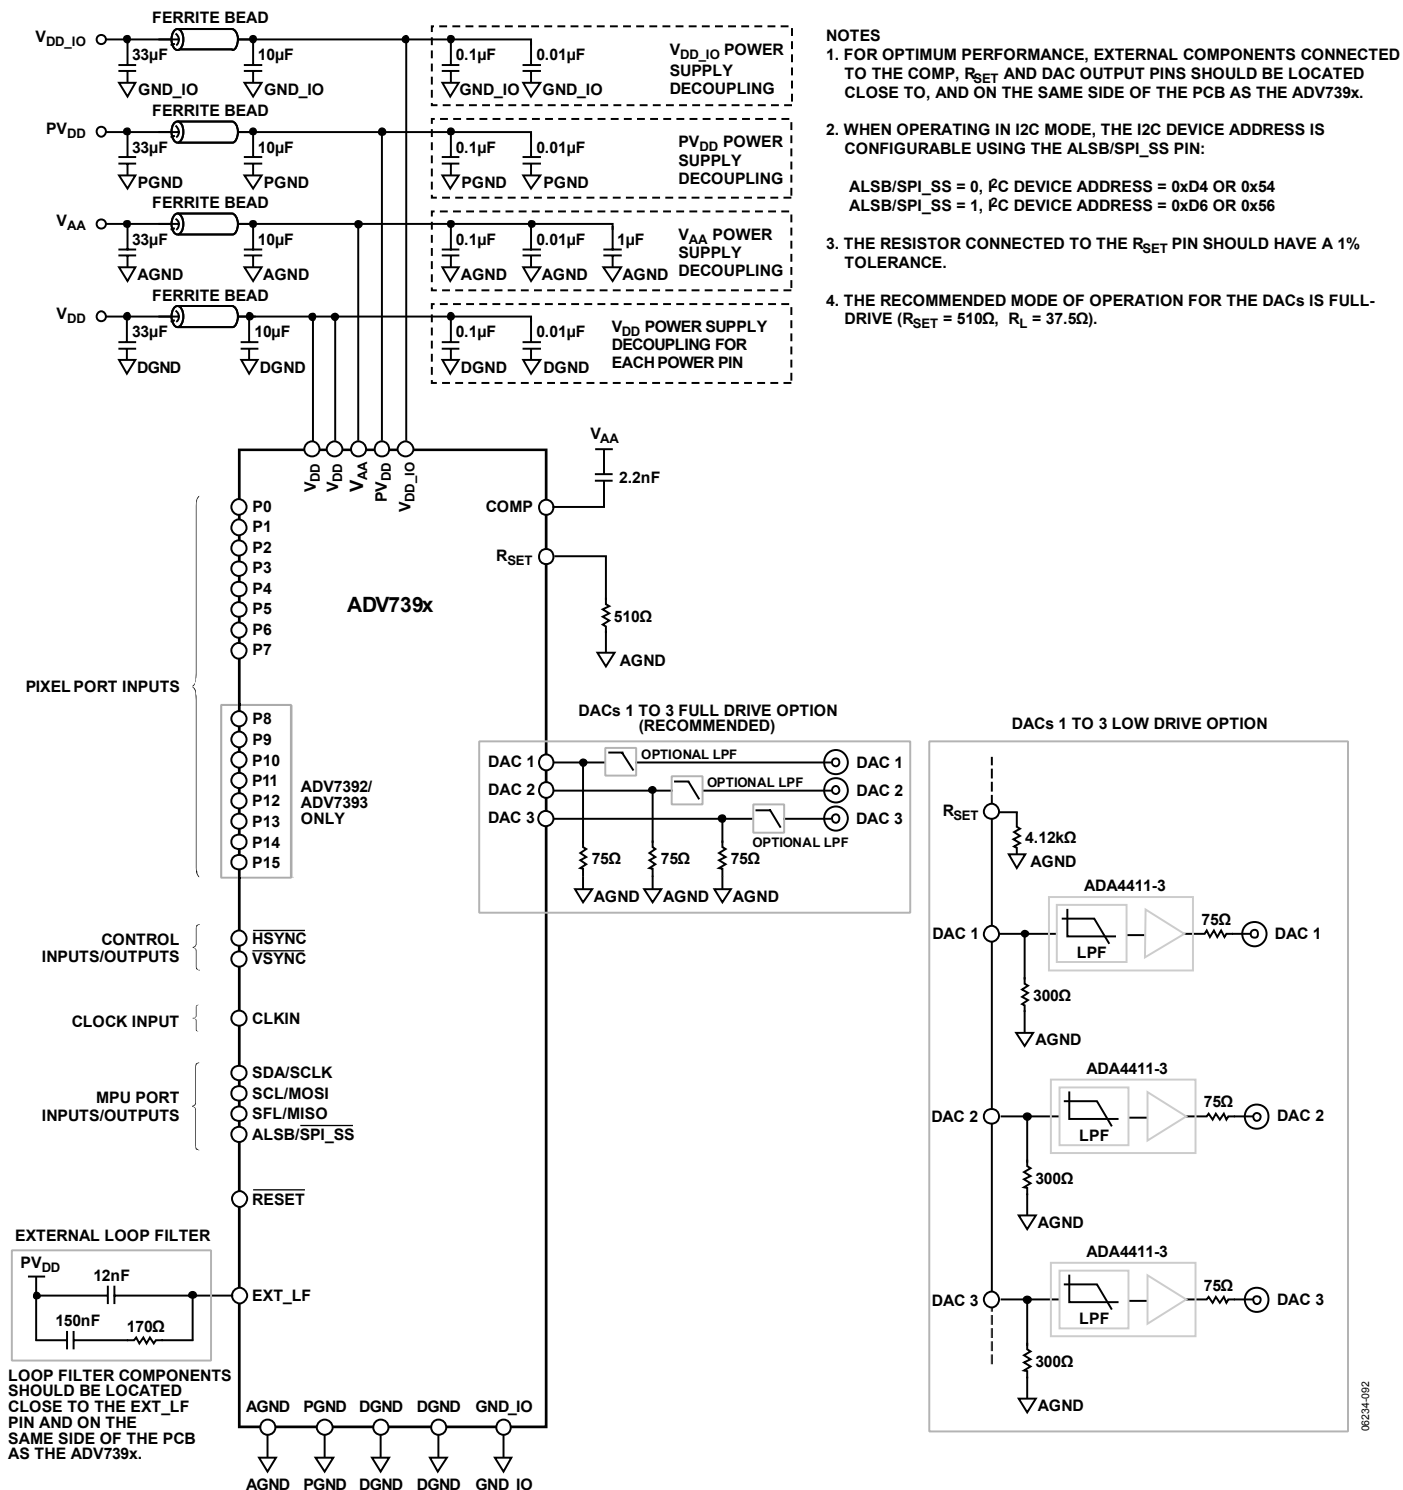 FERRITE BEAD
V_DD_IO
33µF
10µF
GND_IO
GND_IO
0.1µF
0.01µF
GND_IO
GND_IO
V_DD_IO POWER
SUPPLY
DECOUPLING
FERRITE BEAD
PV_DD
33µF
10µF
PGND
PGND
0.1µF
0.01µF
PGND
PGND
PV_DD POWER
SUPPLY
DECOUPLING
FERRITE BEAD
V_AA
33µF
10µF
AGND
AGND
0.1µF
0.01µF
1µF
AGND
AGND
AGND
V_AA POWER
SUPPLY
DECOUPLING
FERRITE BEAD
V_DD
33µF
10µF
DGND
DGND
0.1µF
0.01µF
DGND
DGND
V_DD POWER SUPPLY
DECOUPLING FOR
EACH POWER PIN
NOTES
1. FOR OPTIMUM PERFORMANCE, EXTERNAL COMPONENTS CONNECTED
TO THE COMP, R_SET AND DAC OUTPUT PINS SHOULD BE LOCATED
CLOSE TO, AND ON THE SAME SIDE OF THE PCB AS THE ADV739x.
2. WHEN OPERATING IN I2C MODE, THE I2C DEVICE ADDRESS IS
CONFIGURABLE USING THE ALSB/SPI_SS PIN:
ALSB/SPI_SS = 0, I²C DEVICE ADDRESS = 0xD4 OR 0x54
ALSB/SPI_SS = 1, I²C DEVICE ADDRESS = 0xD6 OR 0x56
3. THE RESISTOR CONNECTED TO THE R_SET PIN SHOULD HAVE A 1%
TOLERANCE.
4. THE RECOMMENDED MODE OF OPERATION FOR THE DACs IS FULL-
DRIVE (R_SET = 510Ω, R_L = 37.5Ω).
V_DD
V_DD
V_AA
PV_DD
V_DD_IO
V_AA
2.2nF
COMP
R_SET
510Ω
AGND
ADV739x
PIXEL PORT INPUTS
P0
P1
P2
P3
P4
P5
P6
P7
P8
P9
P10
P11
P12
P13
P14
P15
ADV7392/
ADV7393
ONLY
CONTROL
INPUTS/OUTPUTS
HSYNC
VSYNC
CLOCK INPUT
CLKIN
MPU PORT
INPUTS/OUTPUTS
SDA/SCLK
SCL/MOSI
SFL/MISO
ALSB/SPI_SS
RESET
EXTERNAL LOOP FILTER
PV_DD
12nF
150nF
170Ω
EXT_LF
LOOP FILTER COMPONENTS
SHOULD BE LOCATED
CLOSE TO THE EXT_LF
PIN AND ON THE
SAME SIDE OF THE PCB
AS THE ADV739x.
AGND PGND DGND DGND GND_IO
AGND PGND DGND DGND GND_IO
DACs 1 TO 3 FULL DRIVE OPTION
(RECOMMENDED)
DAC 1
OPTIONAL LPF
DAC 1
DAC 2
OPTIONAL LPF
DAC 2
DAC 3
DAC 3
OPTIONAL LPF
75Ω
75Ω
75Ω
AGND
AGND
AGND
DACs 1 TO 3 LOW DRIVE OPTION
R_SET
4.12kΩ
AGND
ADA4411-3
DAC 1
LPF
75Ω
DAC 1
300Ω
AGND
ADA4411-3
DAC 2
LPF
75Ω
DAC 2
300Ω
AGND
ADA4411-3
DAC 3
LPF
75Ω
DAC 3
300Ω
AGND
06234-092